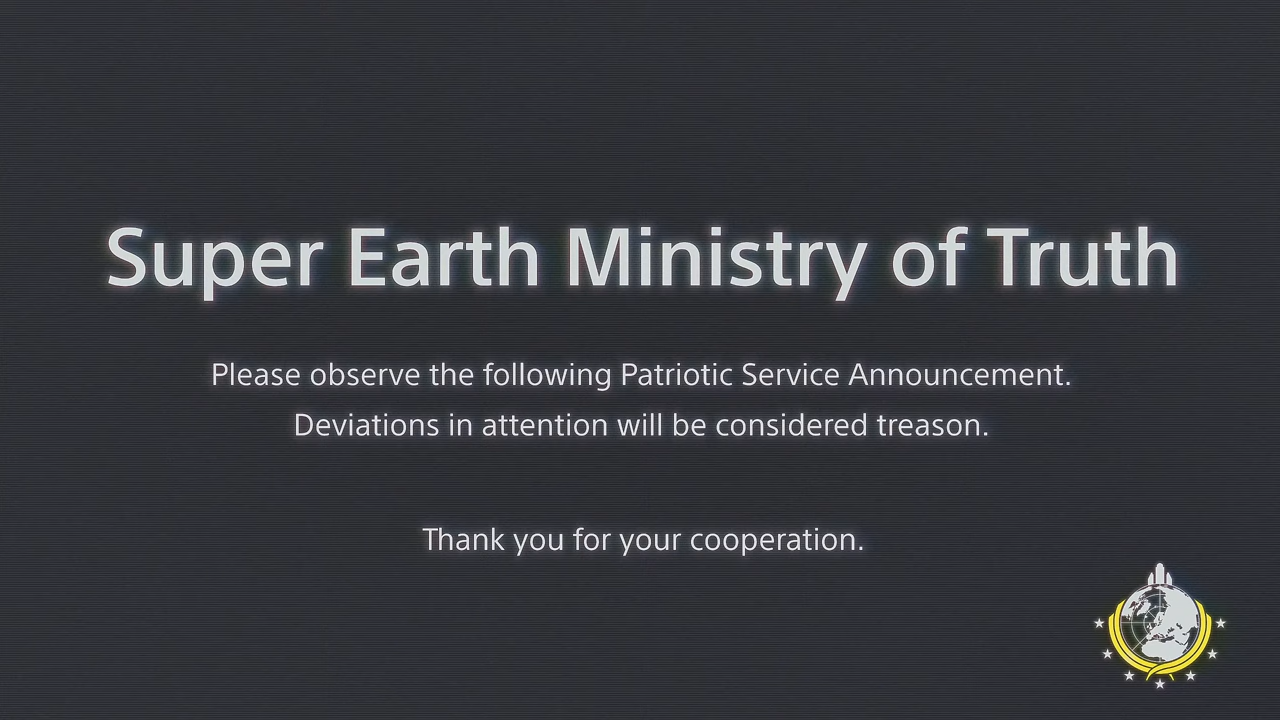 Super Earth Ministry of Truth
Please observe the following Patriotic Service Announcement.
Deviations in attention will be considered treason.
Thank you for your cooperation.